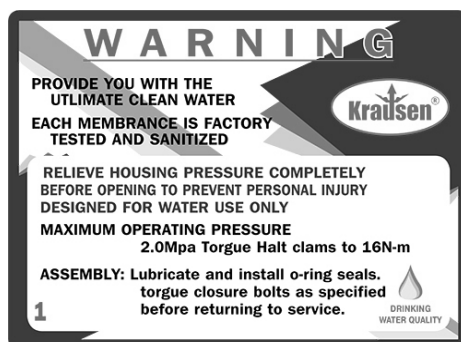 WARNING
PROVIDE YOU WITH THE
UTLIMATE CLEAN WATER
EACH MEMBRANCE IS FACTORY
TESTED AND SANITIZED
Krausen®
RELIEVE HOUSING PRESSURE COMPLETELY
BEFORE OPENING TO PREVENT PERSONAL INJURY
DESIGNED FOR WATER USE ONLY
MAXIMUM OPERATING PRESSURE
2.0Mpa Torgue Halt clams to 16N-m
ASSEMBLY: Lubricate and install o-ring seals.
torgue closure bolts as specified
before returning to service.
1
DRINKING
WATER QUALITY